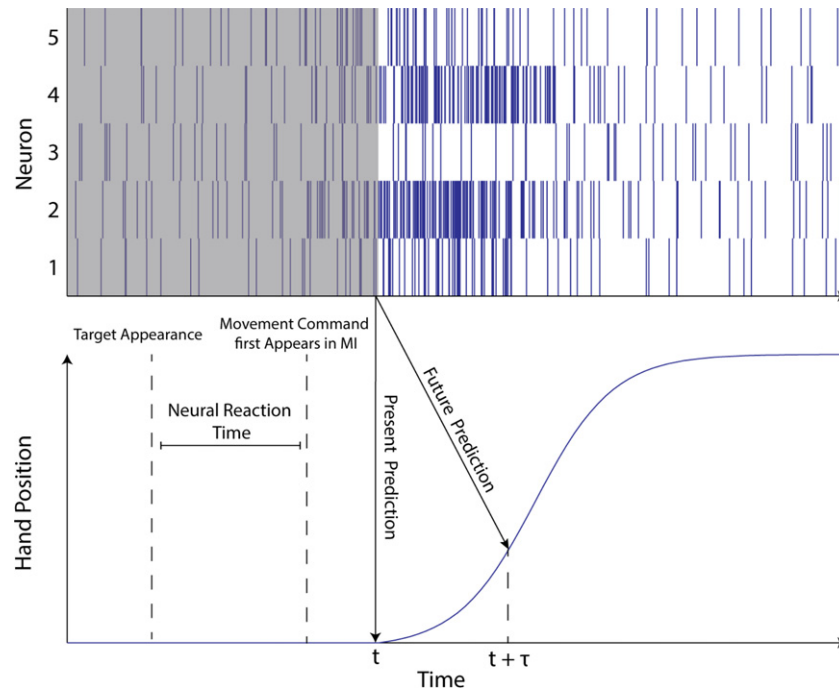 Neuron
5
4
3
2
1
Target Appearance
Movement Command
first Appears in MI
Neural Reaction
Time
Present Prediction
Future Prediction
Hand Position
t
t + τ
Time